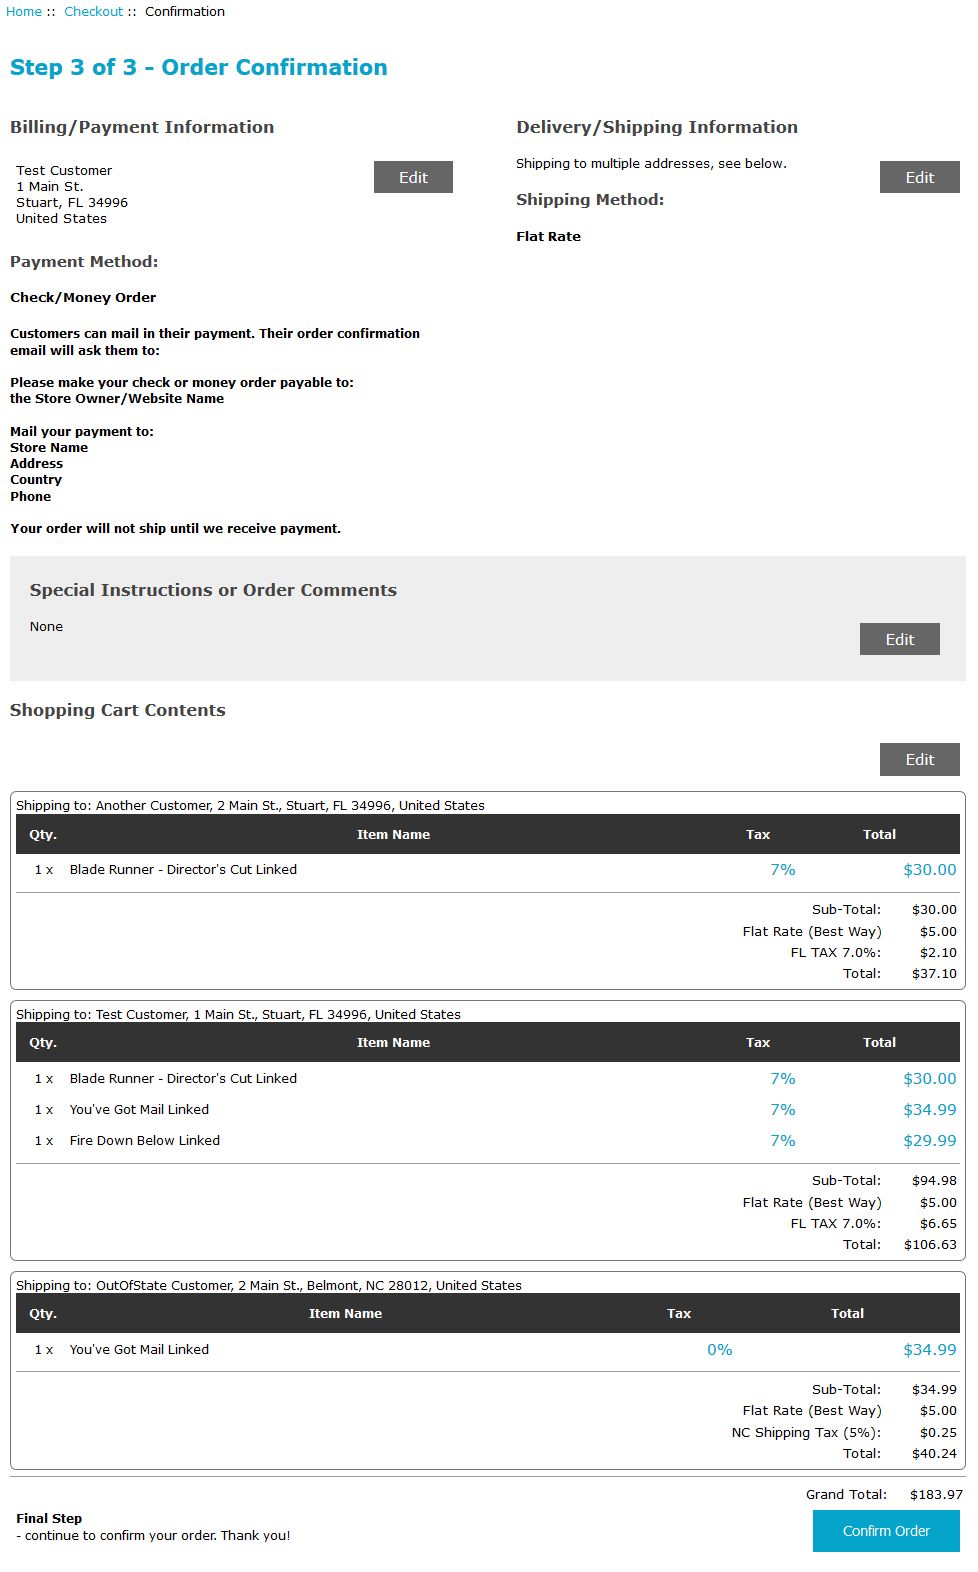 Home :: Checkout :: Confirmation
Step 3 of 3 - Order Confirmation
Billing/Payment Information
Test Customer
1 Main St.
Stuart, FL 34996
United States
Edit
Payment Method:
Check/Money Order
Customers can mail in their payment. Their order confirmation
email will ask them to:
Please make your check or money order payable to:
the Store Owner/Website Name
Mail your payment to:
Store Name
Address
Country
Phone
Your order will not ship until we receive payment.
Delivery/Shipping Information
Shipping to multiple addresses, see below.
Edit
Shipping Method:
Flat Rate
Special Instructions or Order Comments
None
Edit
Shopping Cart Contents
Edit
Shipping to: Another Customer, 2 Main St., Stuart, FL 34996, United States
Qty. Item Name Tax Total
1 x Blade Runner - Director's Cut Linked 7% $30.00
Sub-Total: $30.00
Flat Rate (Best Way) $5.00
FL TAX 7.0%: $2.10
Total: $37.10
Shipping to: Test Customer, 1 Main St., Stuart, FL 34996, United States
Qty. Item Name Tax Total
1 x Blade Runner - Director's Cut Linked 7% $30.00
1 x You've Got Mail Linked 7% $34.99
1 x Fire Down Below Linked 7% $29.99
Sub-Total: $94.98
Flat Rate (Best Way) $5.00
FL TAX 7.0%: $6.65
Total: $106.63
Shipping to: OutOfState Customer, 2 Main St., Belmont, NC 28012, United States
Qty. Item Name Tax Total
1 x You've Got Mail Linked 0% $34.99
Sub-Total: $34.99
Flat Rate (Best Way) $5.00
NC Shipping Tax (5%): $0.25
Total: $40.24
Grand Total: $183.97
Final Step
- continue to confirm your order. Thank you!
Confirm Order